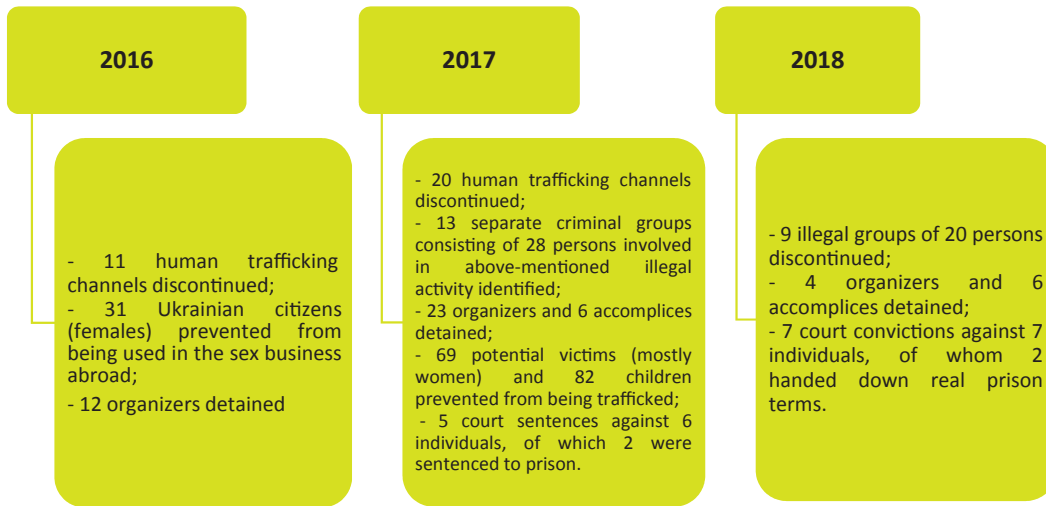 2016
- 11 human trafficking
channels discontinued;
- 31 Ukrainian citizens
(females) prevented from
being used in the sex business
abroad;
- 12 organizers detained
2017
- 20 human trafficking channels
discontinued;
- 13 separate criminal groups
consisting of 28 persons involved
in above-mentioned illegal
activity identified;
- 23 organizers and 6 accomplices
detained;
- 69 potential victims (mostly
women) and 82 children
prevented from being trafficked;
- 5 court sentences against 6
individuals, of which 2 were
sentenced to prison.
2018
- 9 illegal groups of 20 persons
discontinued;
- 4 organizers and 6
accomplices detained;
- 7 court convictions against 7
individuals, of whom 2
handed down real prison
terms.